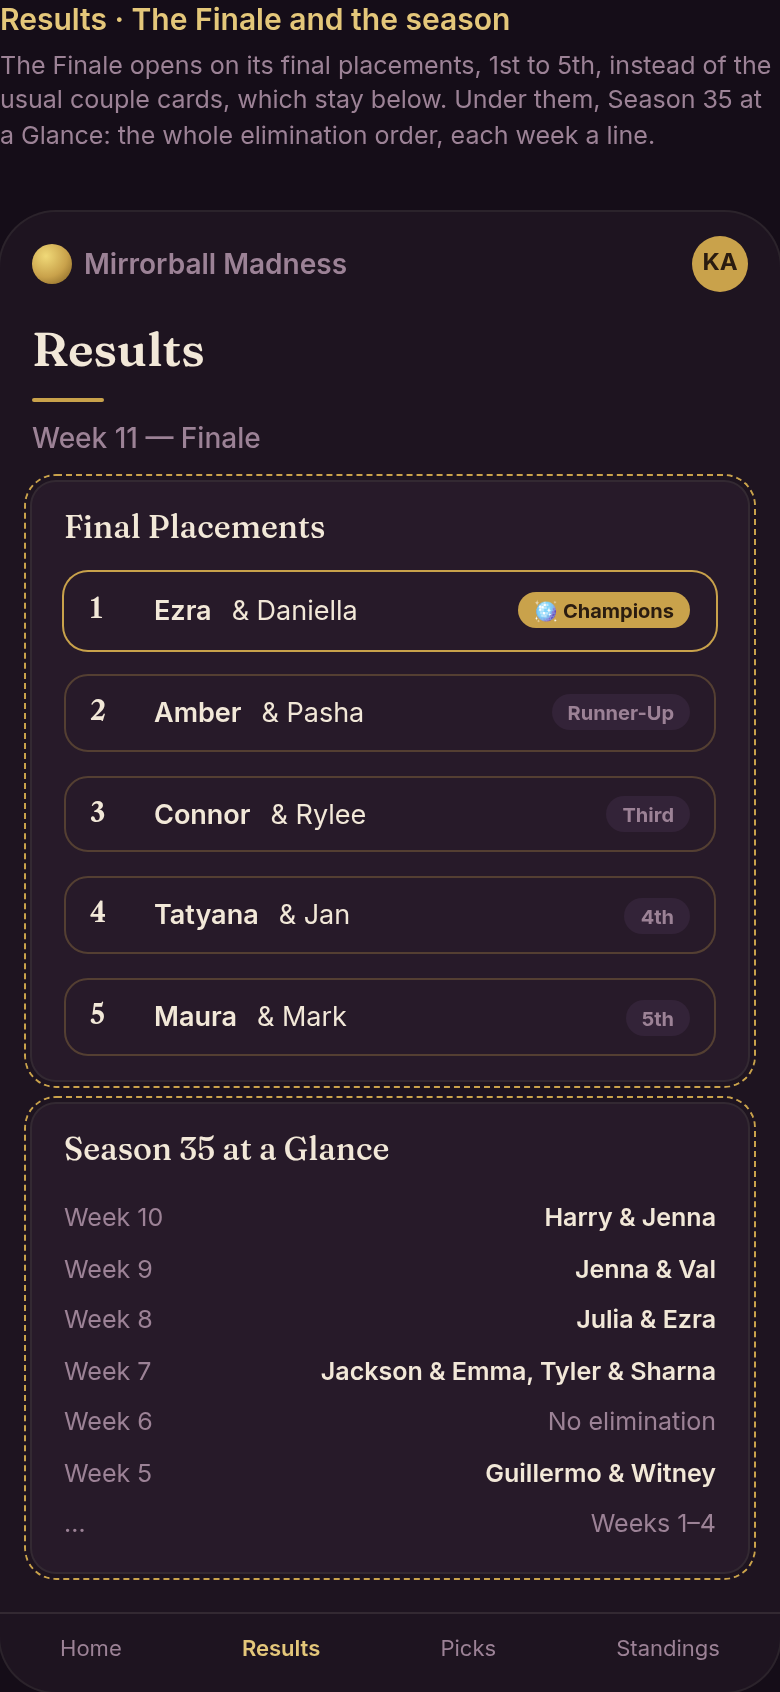 Results · The Finale and the season
The Finale opens on its final placements, 1st to 5th, instead of the
usual couple cards, which stay below. Under them, Season 35 at
a Glance: the whole elimination order, each week a line.
Mirrorball Madness
KA
Results
Week 11 — Finale
Final Placements
1 Ezra & Daniella 🪩 Champions
2 Amber & Pasha Runner-Up
3 Connor & Rylee Third
4 Tatyana & Jan 4th
5 Maura & Mark 5th
Season 35 at a Glance
Week 10 Harry & Jenna
Week 9 Jenna & Val
Week 8 Julia & Ezra
Week 7 Jackson & Emma, Tyler & Sharna
Week 6 No elimination
Week 5 Guillermo & Witney
... Weeks 1–4
Home Results Picks Standings